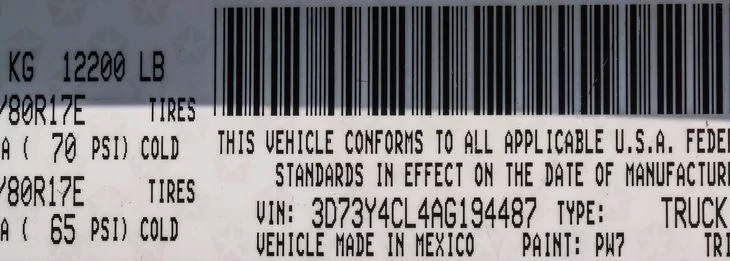 KG 12200 LB
/80R17E TIRES
A ( 70 PSI) COLD
/80R17E TIRES
A ( 65 PSI) COLD
THIS VEHICLE CONFORMS TO ALL APPLICABLE U.S.A. FEDE
STANDARDS IN EFFECT ON THE DATE OF MANUFACTUR
VIN: 3D73Y4CL4AG194487 TYPE: TRUCK
VEHICLE MADE IN MEXICO PAINT: PW7 TRI